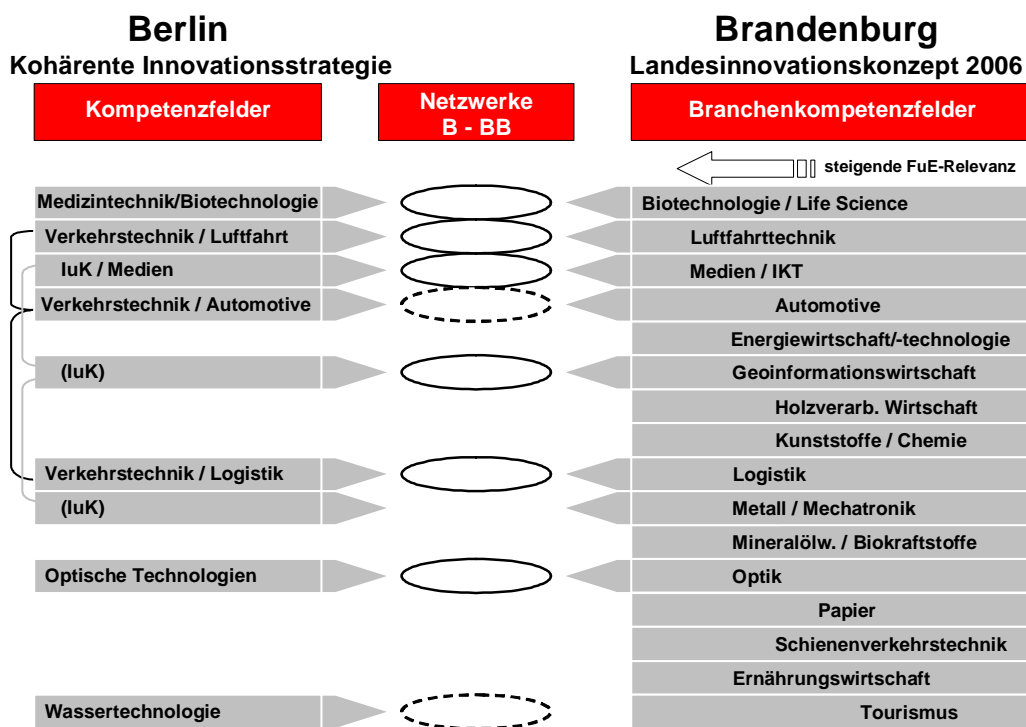 Berlin
Kohärente Innovationsstrategie
Brandenburg
Landesinnovationskonzept 2006
Kompetenzfelder
Netzwerke
B - BB
Branchenkompetenzfelder
steigende FuE-Relevanz
Medizintechnik/Biotechnologie
Biotechnologie / Life Science
Verkehrstechnik / Luftfahrt
Luftfahrttechnik
IuK / Medien
Medien / IKT
Verkehrstechnik / Automotive
Automotive
Energiewirtschaft/-technologie
(IuK)
Geoinformationswirtschaft
Holzverarb. Wirtschaft
Kunststoffe / Chemie
Verkehrstechnik / Logistik
Logistik
(IuK)
Metall / Mechatronik
Mineralölw. / Biokraftstoffe
Optische Technologien
Optik
Papier
Schienenverkehrstechnik
Ernährungswirtschaft
Wassertechnologie
Tourismus